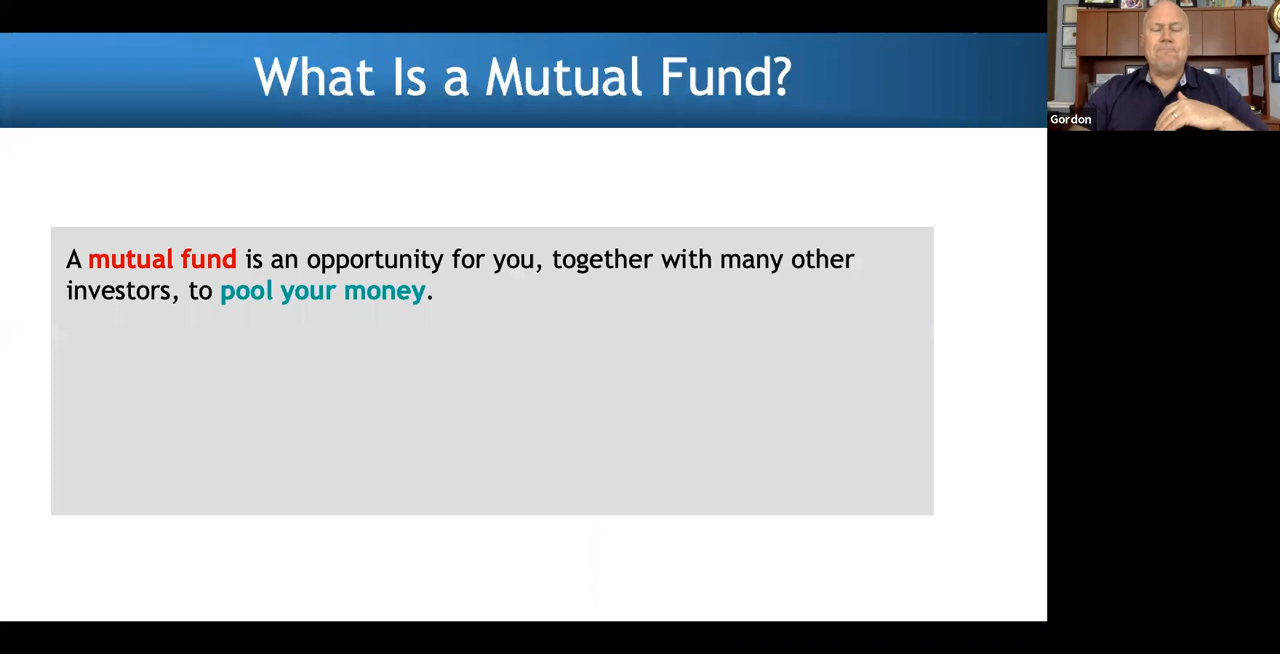 What Is a Mutual Fund?
Gordon
A mutual fund is an opportunity for you, together with many other
investors, to pool your money.